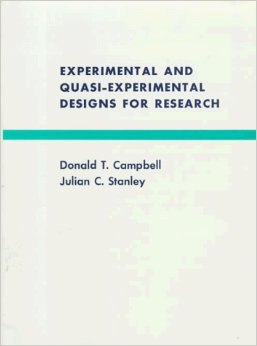 EXPERIMENTAL AND
QUASI-EXPERIMENTAL
DESIGNS FOR RESEARCH
Donald T. Campbell
Julian C. Stanley